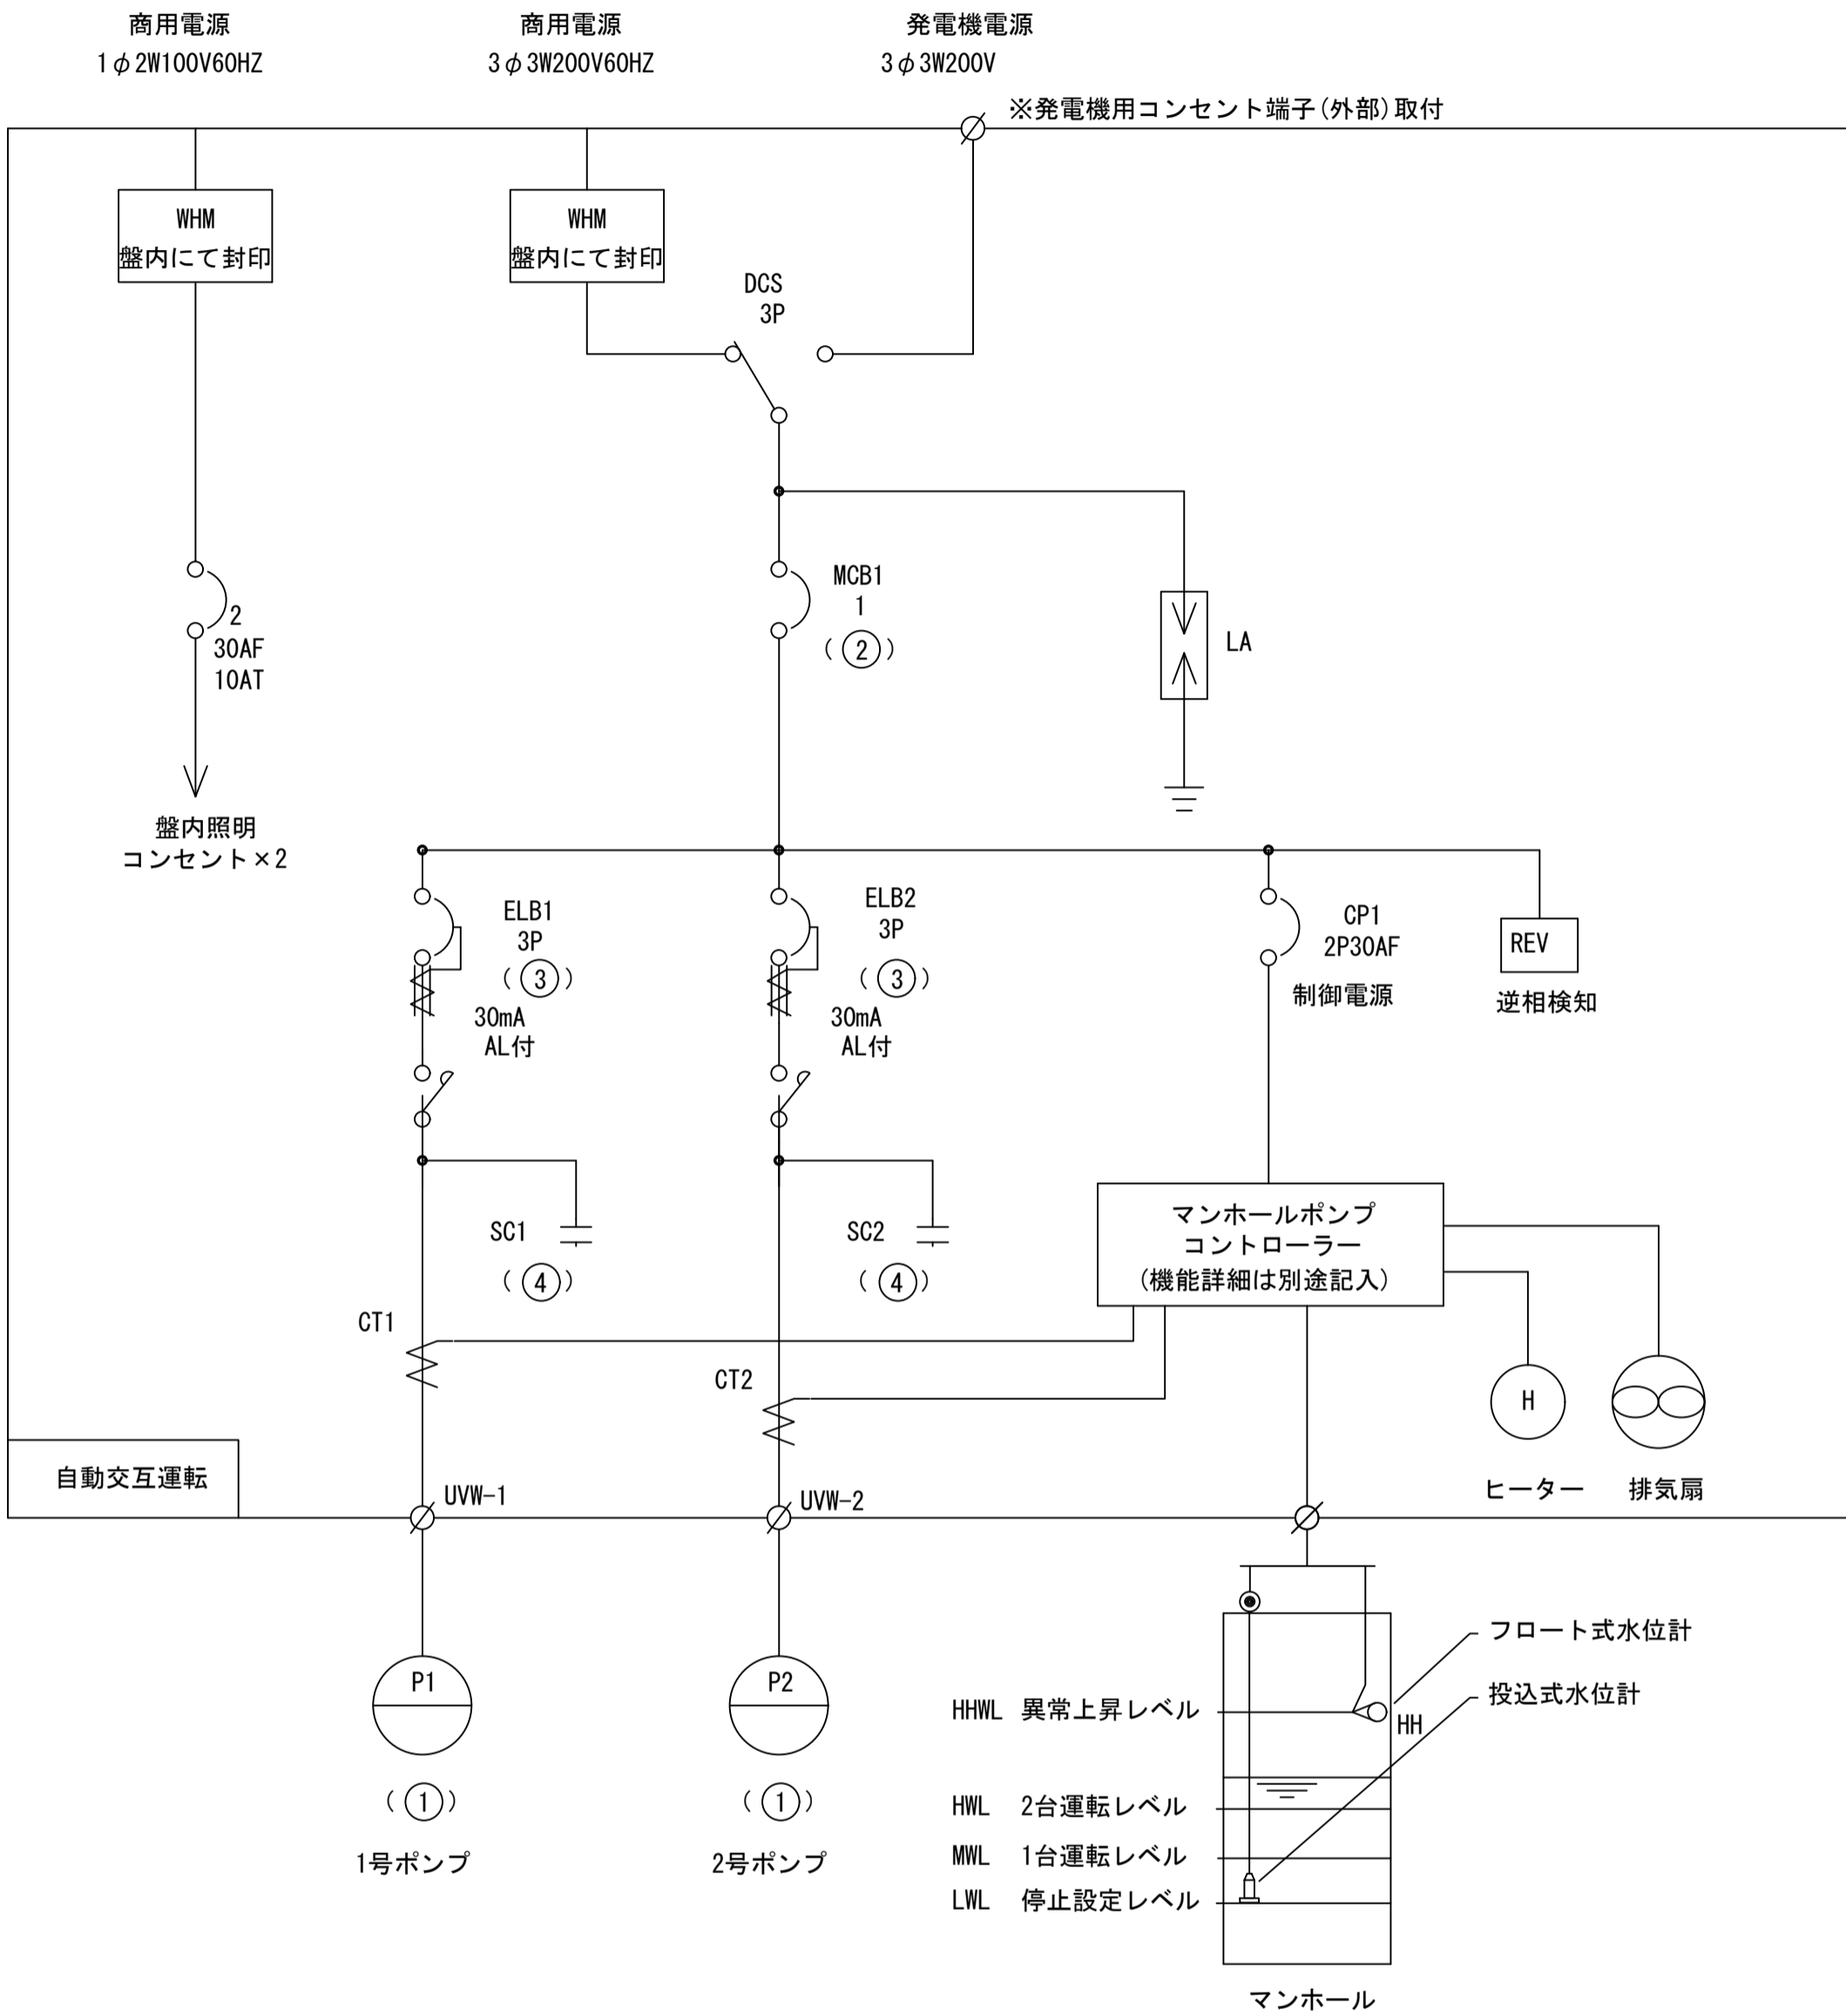 商用電源
1φ2W100V60HZ
商用電源
3φ3W200V60HZ
発電機電源
3φ3W200V
※発電機用コンセント端子(外部)取付
WHM
盤内にて封印
WHM
盤内にて封印
DCS
3P
2
30AF
10AT
MCB1
1
(②)
LA
盤内照明
コンセント×2
ELB1
3P
(③)
30mA
AL付
ELB2
3P
(③)
30mA
AL付
CP1
2P30AF
制御電源
REV
逆相検知
SC1
(④)
SC2
(④)
マンホールポンプ
コントローラー
(機能詳細は別途記入)
CT1
CT2
H
ヒーター
排気扇
自動交互運転
UVW-1
UVW-2
P1
(①)
1号ポンプ
P2
(①)
2号ポンプ
フロート式水位計
投込式水位計
HHWL 異常上昇レベル
HH
HWL 2台運転レベル
MWL 1台運転レベル
LWL 停止設定レベル
マンホール